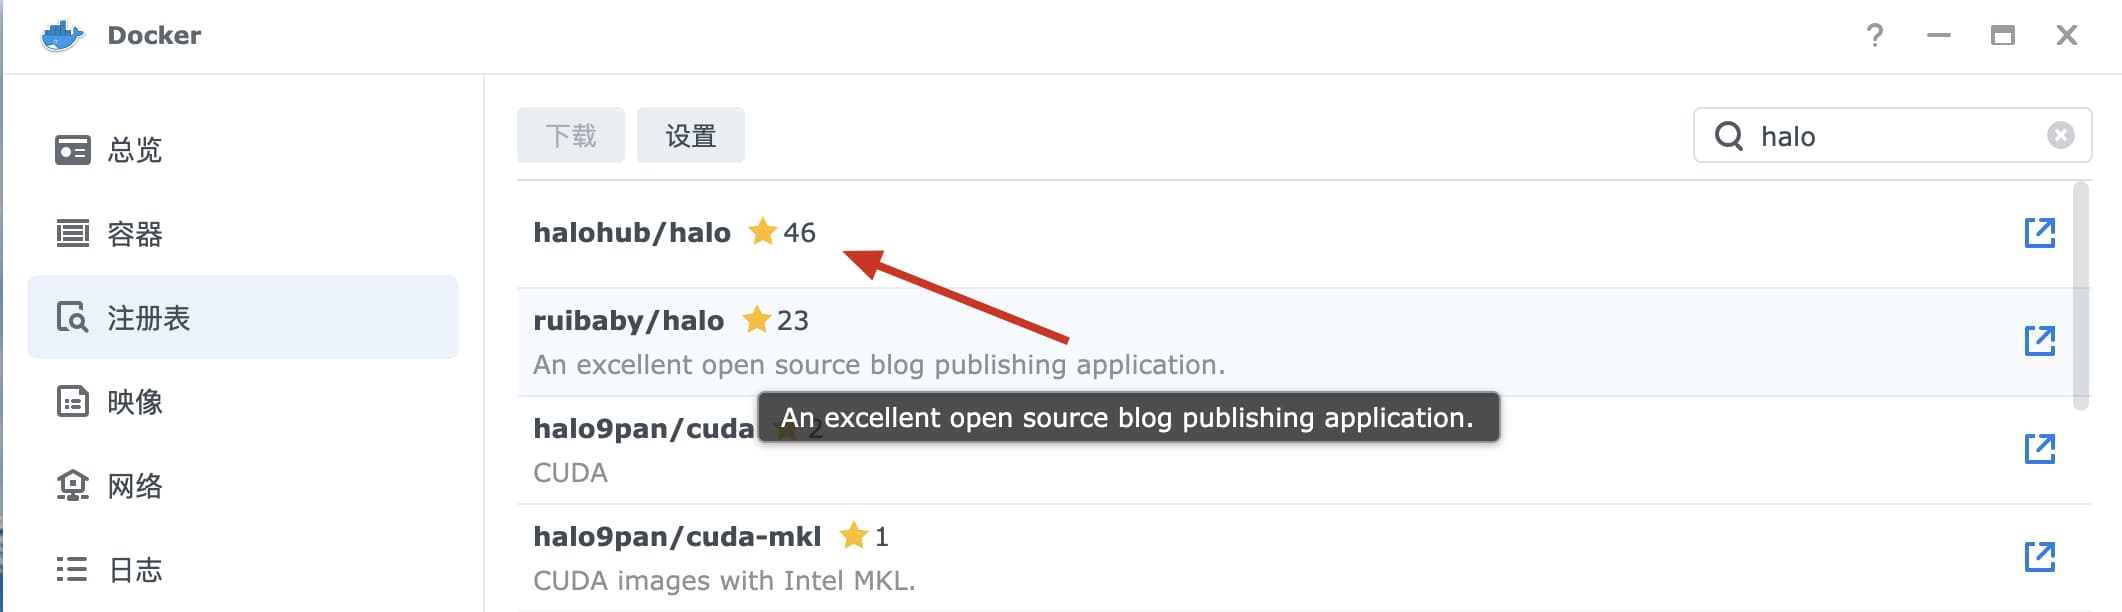 Docker
?
总览
容器
注册表
映像
网络
日志
下载 设置
halo
halohub/halo 46
ruibaby/halo 23
An excellent open source blog publishing application.
An excellent open source blog publishing application.
halo9pan/cuda 2
CUDA
halo9pan/cuda-mkl 1
CUDA images with Intel MKL.